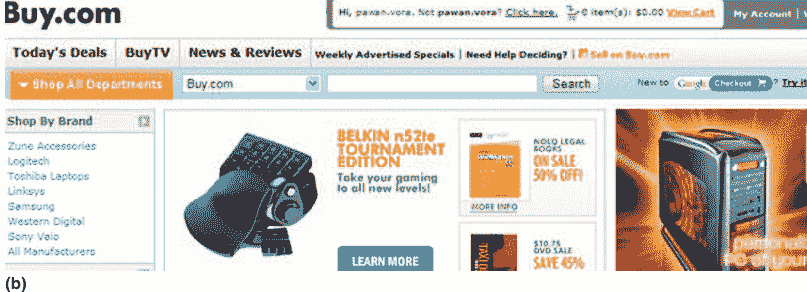 Buy.com
Hi, pawan.vora. Not pawan.vora? Click here. 0 item(s): $0.00 View Cart
My Account
Today's Deals
BuyTV
News & Reviews
Weekly Advertised Specials | Need Help Deciding? | Sell on Buy.com
Shop All Departments
Buy.com
Search
New to Google Checkout ? Try it
Shop By Brand
Zune Accessories
Logitech
Toshiba Laptops
Linksys
Samsung
Western Digital
Sony Vaio
All Manufacturers
BELKIN n52te
TOURNAMENT
EDITION
Take your gaming
to all new levels!
LEARN MORE
NOLO LEGAL
BOOKS
ON SALE
50% OFF!
MORE INFO
$10.75
DVD SALE
SAVE 45%
(b)